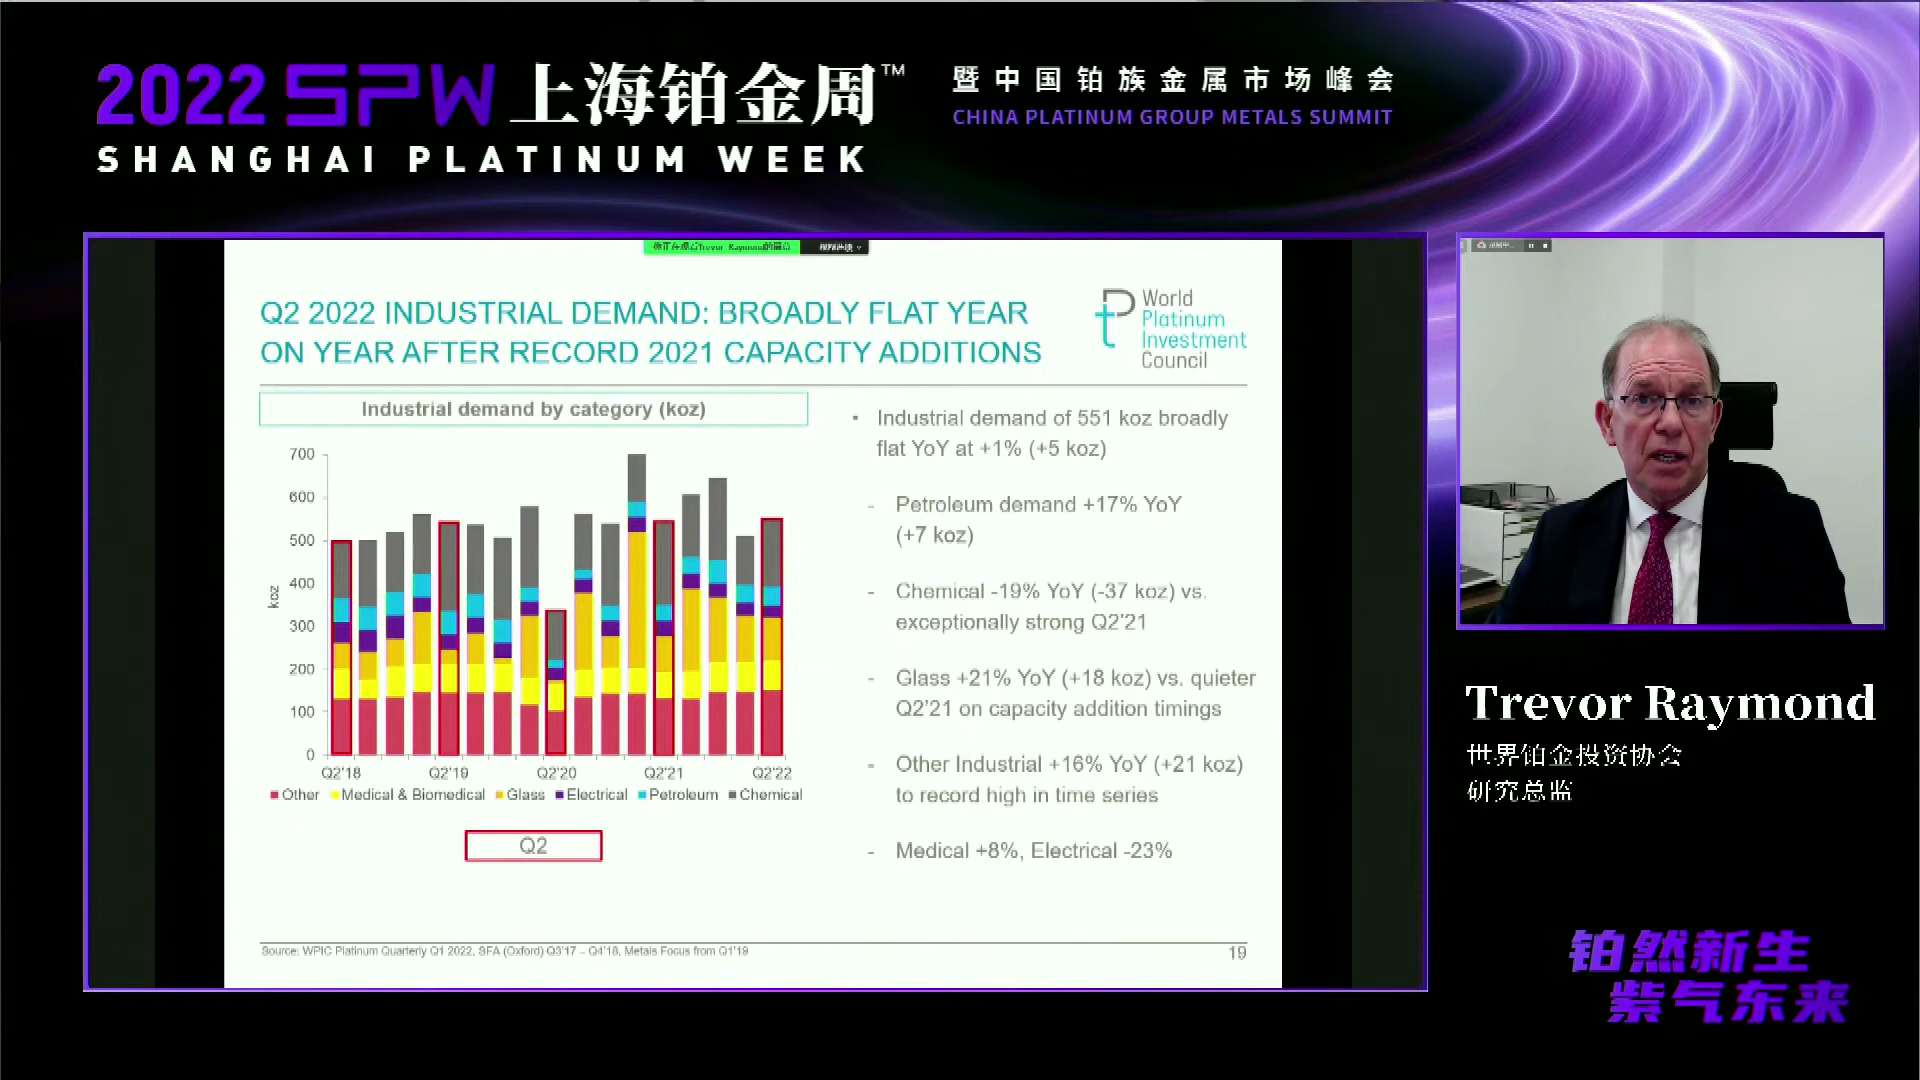 2022 SPW 上海铂金周™
SHANGHAI PLATINUM WEEK
暨中国铂族金属市场峰会
CHINA PLATINUM GROUP METALS SUMMIT
Q2 2022 INDUSTRIAL DEMAND: BROADLY FLAT YEAR
ON YEAR AFTER RECORD 2021 CAPACITY ADDITIONS
World
Platinum
Investment
Council
Industrial demand by category (koz)
700
600
500
400
300
200
100
0
koz
Q2'18 Q2'19 Q2'20 Q2'21 Q2'22
Other Medical & Biomedical Glass Electrical Petroleum Chemical
Q2
• Industrial demand of 551 koz broadly
flat YoY at +1% (+5 koz)
- Petroleum demand +17% YoY
(+7 koz)
- Chemical -19% YoY (-37 koz) vs.
exceptionally strong Q2'21
- Glass +21% YoY (+18 koz) vs. quieter
Q2'21 on capacity addition timings
- Other Industrial +16% YoY (+21 koz)
to record high in time series
- Medical +8%, Electrical -23%
Source: WPIC Platinum Quarterly Q1 2022, SFA (Oxford) Q3'17 – Q4'18, Metals Focus from Q1'19
19
Trevor Raymond
世界铂金投资协会
研究总监
铂然新生
紫气东来